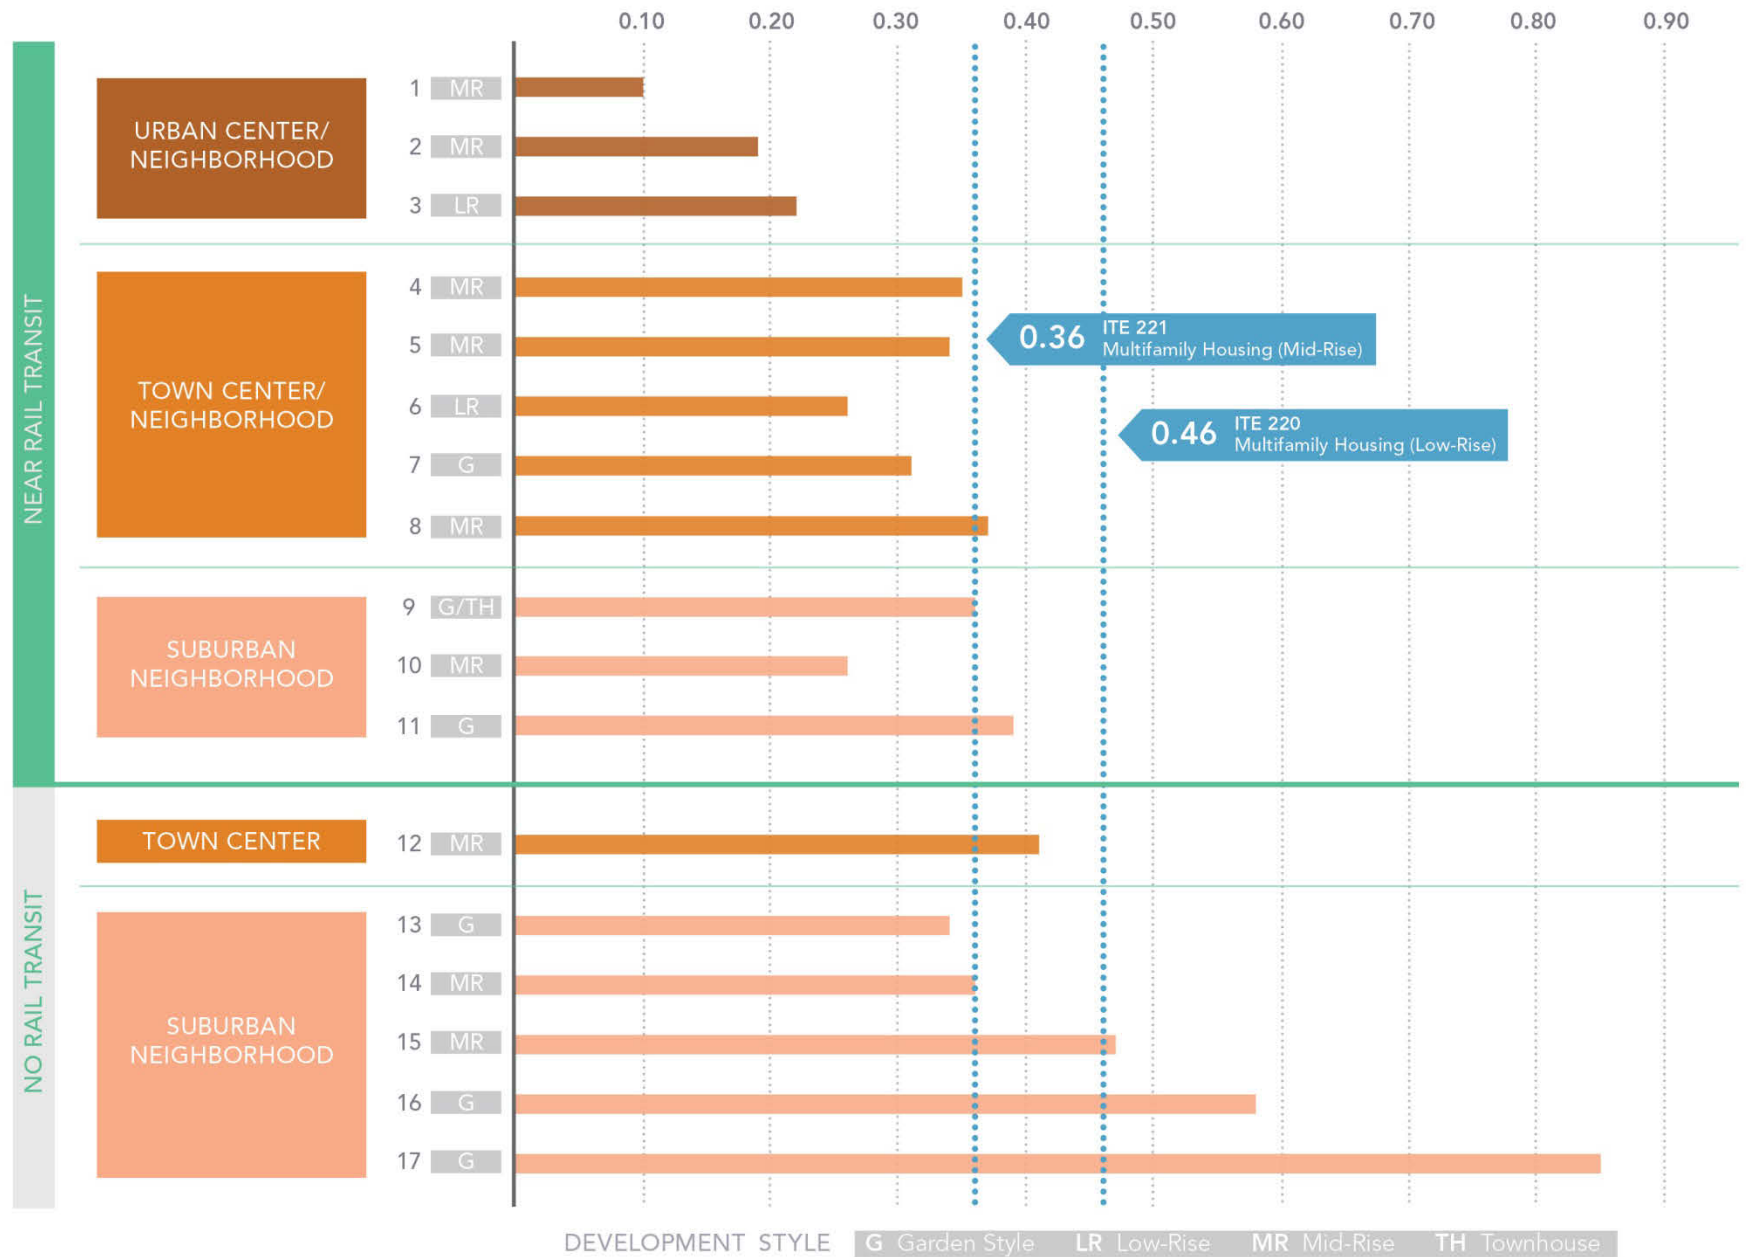 0.10 0.20 0.30 0.40 0.50 0.60 0.70 0.80 0.90
NEAR RAIL TRANSIT
URBAN CENTER/
NEIGHBORHOOD
1 MR
2 MR
3 LR
TOWN CENTER/
NEIGHBORHOOD
4 MR
5 MR
6 LR
7 G
8 MR
0.36 ITE 221
Multifamily Housing (Mid-Rise)
0.46 ITE 220
Multifamily Housing (Low-Rise)
SUBURBAN
NEIGHBORHOOD
9 G/TH
10 MR
11 G
NO RAIL TRANSIT
TOWN CENTER
12 MR
SUBURBAN
NEIGHBORHOOD
13 G
14 MR
15 MR
16 G
17 G
DEVELOPMENT STYLE G Garden Style LR Low-Rise MR Mid-Rise TH Townhouse